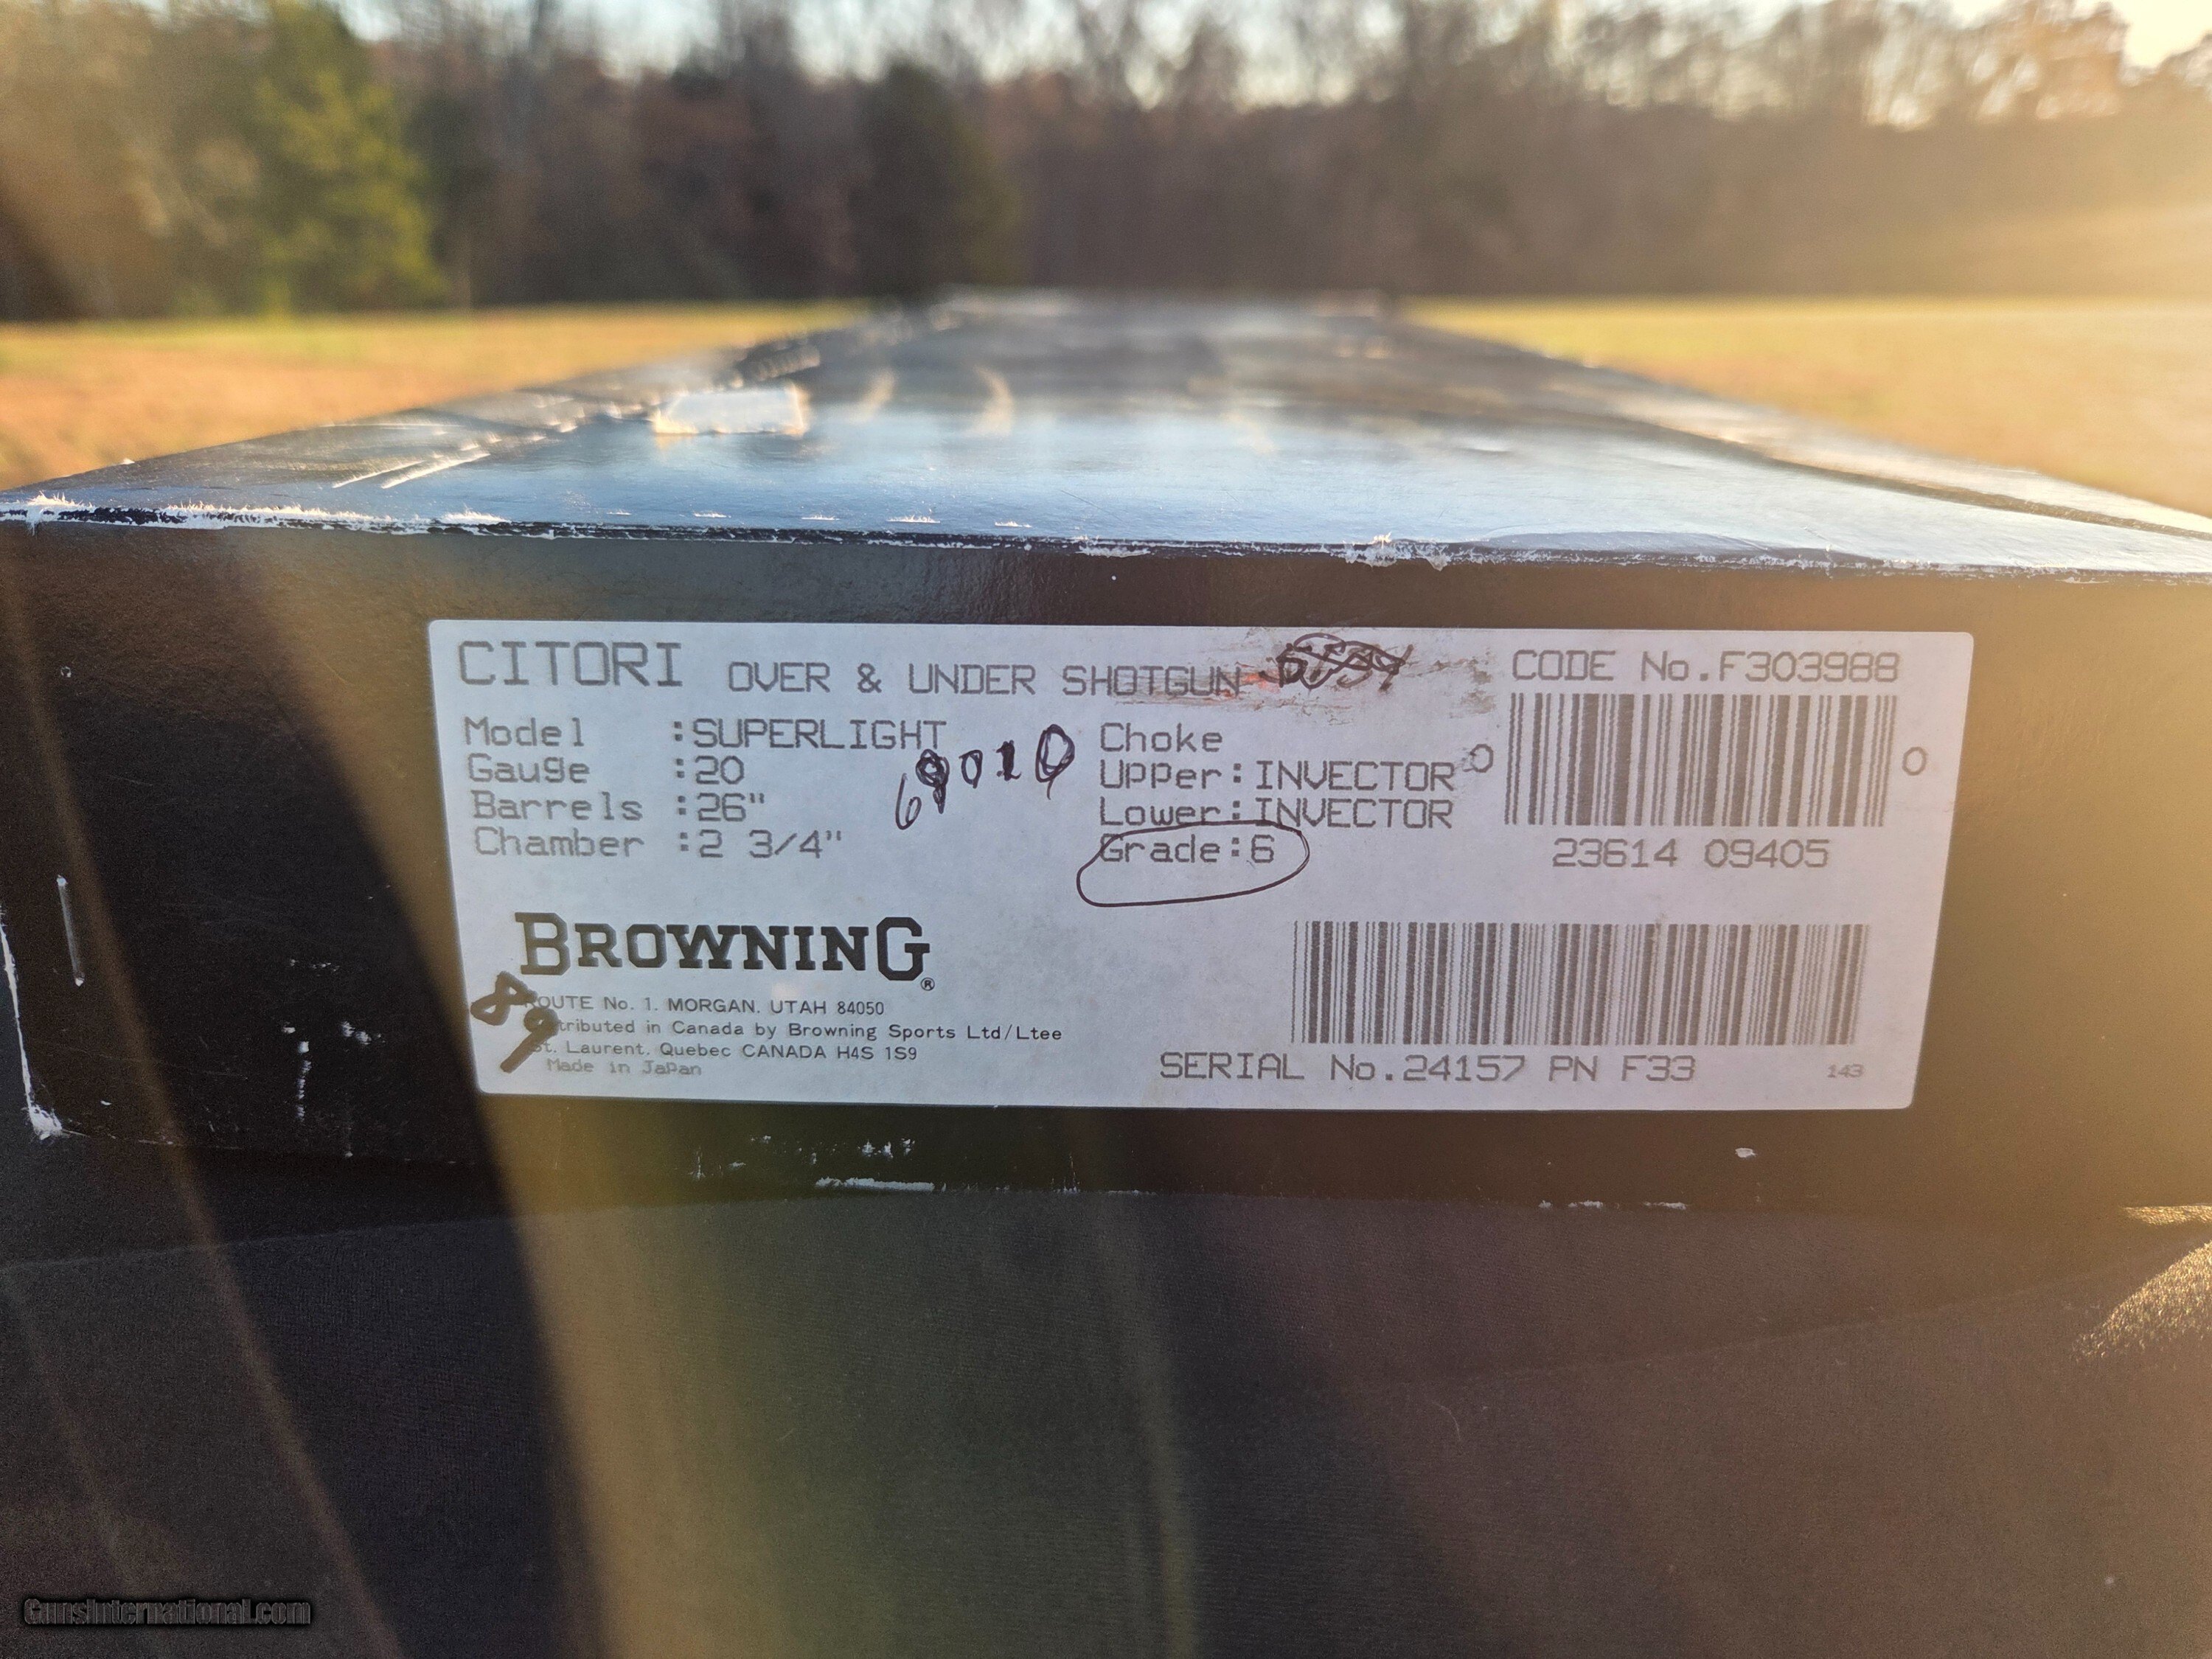 CITORI OVER & UNDER SHOTGUN
CODE No.F303988
Model :SUPERLIGHT
Gauge :20
Barrels :26"
Chamber :2 3/4"
Choke
Upper:INVECTOR
Lower:INVECTOR
Grade:6
0 0
23614 09405
BROWNING®
89
ROUTE No. 1. MORGAN. UTAH 84050
tributed in Canada by Browning Sports Ltd/Ltee
St. Laurent. Quebec CANADA H4S 1S9
Made in Japan
SERIAL No.24157 PN F33
143
GunsInternational.com